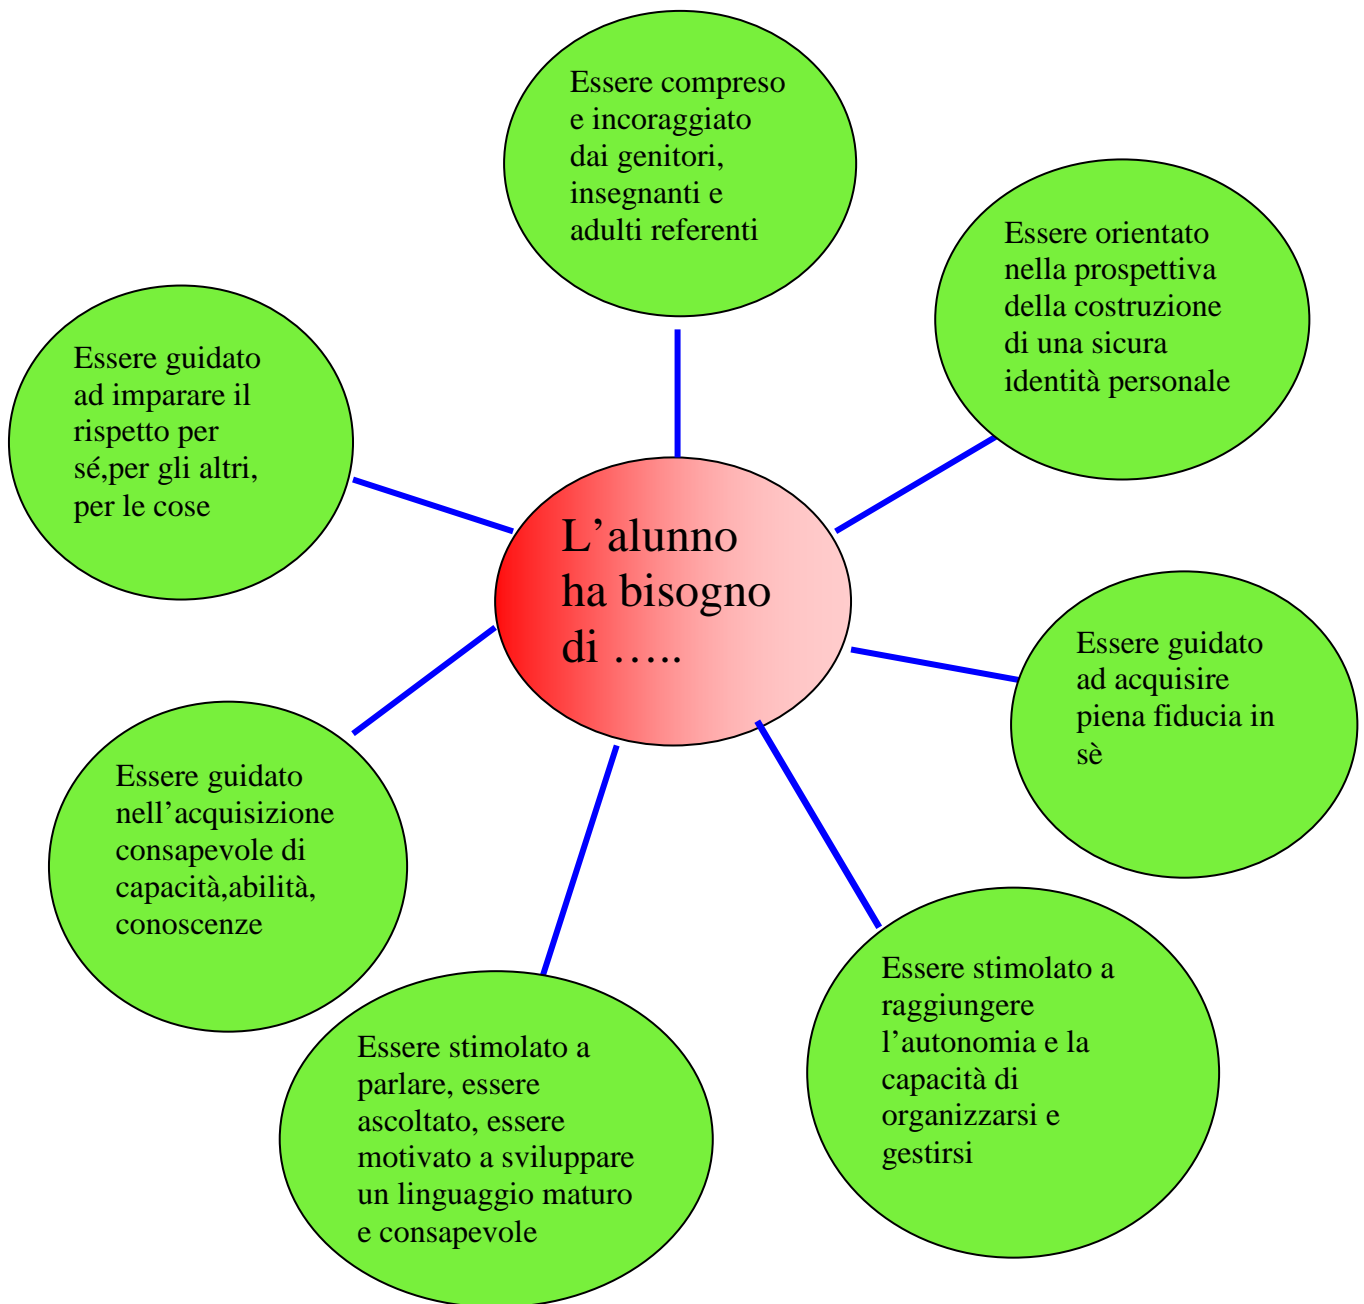 Essere compreso
e incoraggiato
dai genitori,
insegnanti e
adulti referenti
Essere orientato
nella prospettiva
della costruzione
di una sicura
identità personale
Essere guidato
ad imparare il
rispetto per
sé,per gli altri,
per le cose
L’alunno
ha bisogno
di …..
Essere guidato
ad acquisire
piena fiducia in
sè
Essere guidato
nell’acquisizione
consapevole di
capacità,abilità,
conoscenze
Essere stimolato a
raggiungere
l’autonomia e la
capacità di
organizzarsi e
gestirsi
Essere stimolato a
parlare, essere
ascoltato, essere
motivato a sviluppare
un linguaggio maturo
e consapevole